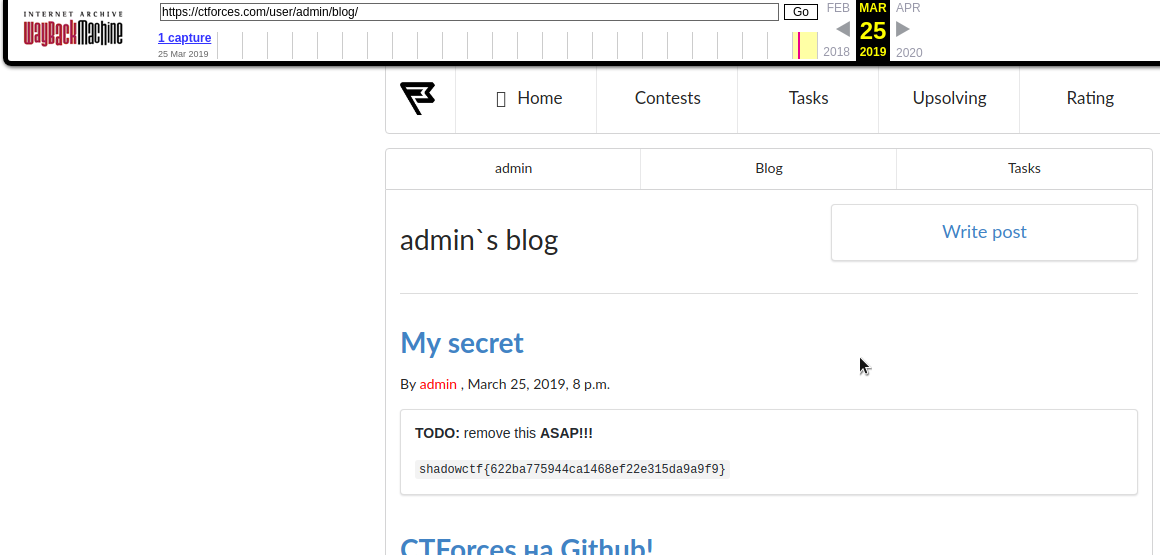 INTERNET ARCHIVE
WayBackMachine
https://ctforces.com/user/admin/blog/
Go
FEB MAR APR
1 capture
25
25 Mar 2019
2018 2019 2020
Home Contests Tasks Upsolving Rating
admin Blog Tasks
admin`s blog
Write post
My secret
By admin , March 25, 2019, 8 p.m.
TODO: remove this ASAP!!!
shadowctf{622ba775944ca1468ef22e315da9a9f9}
CTForces на Github!